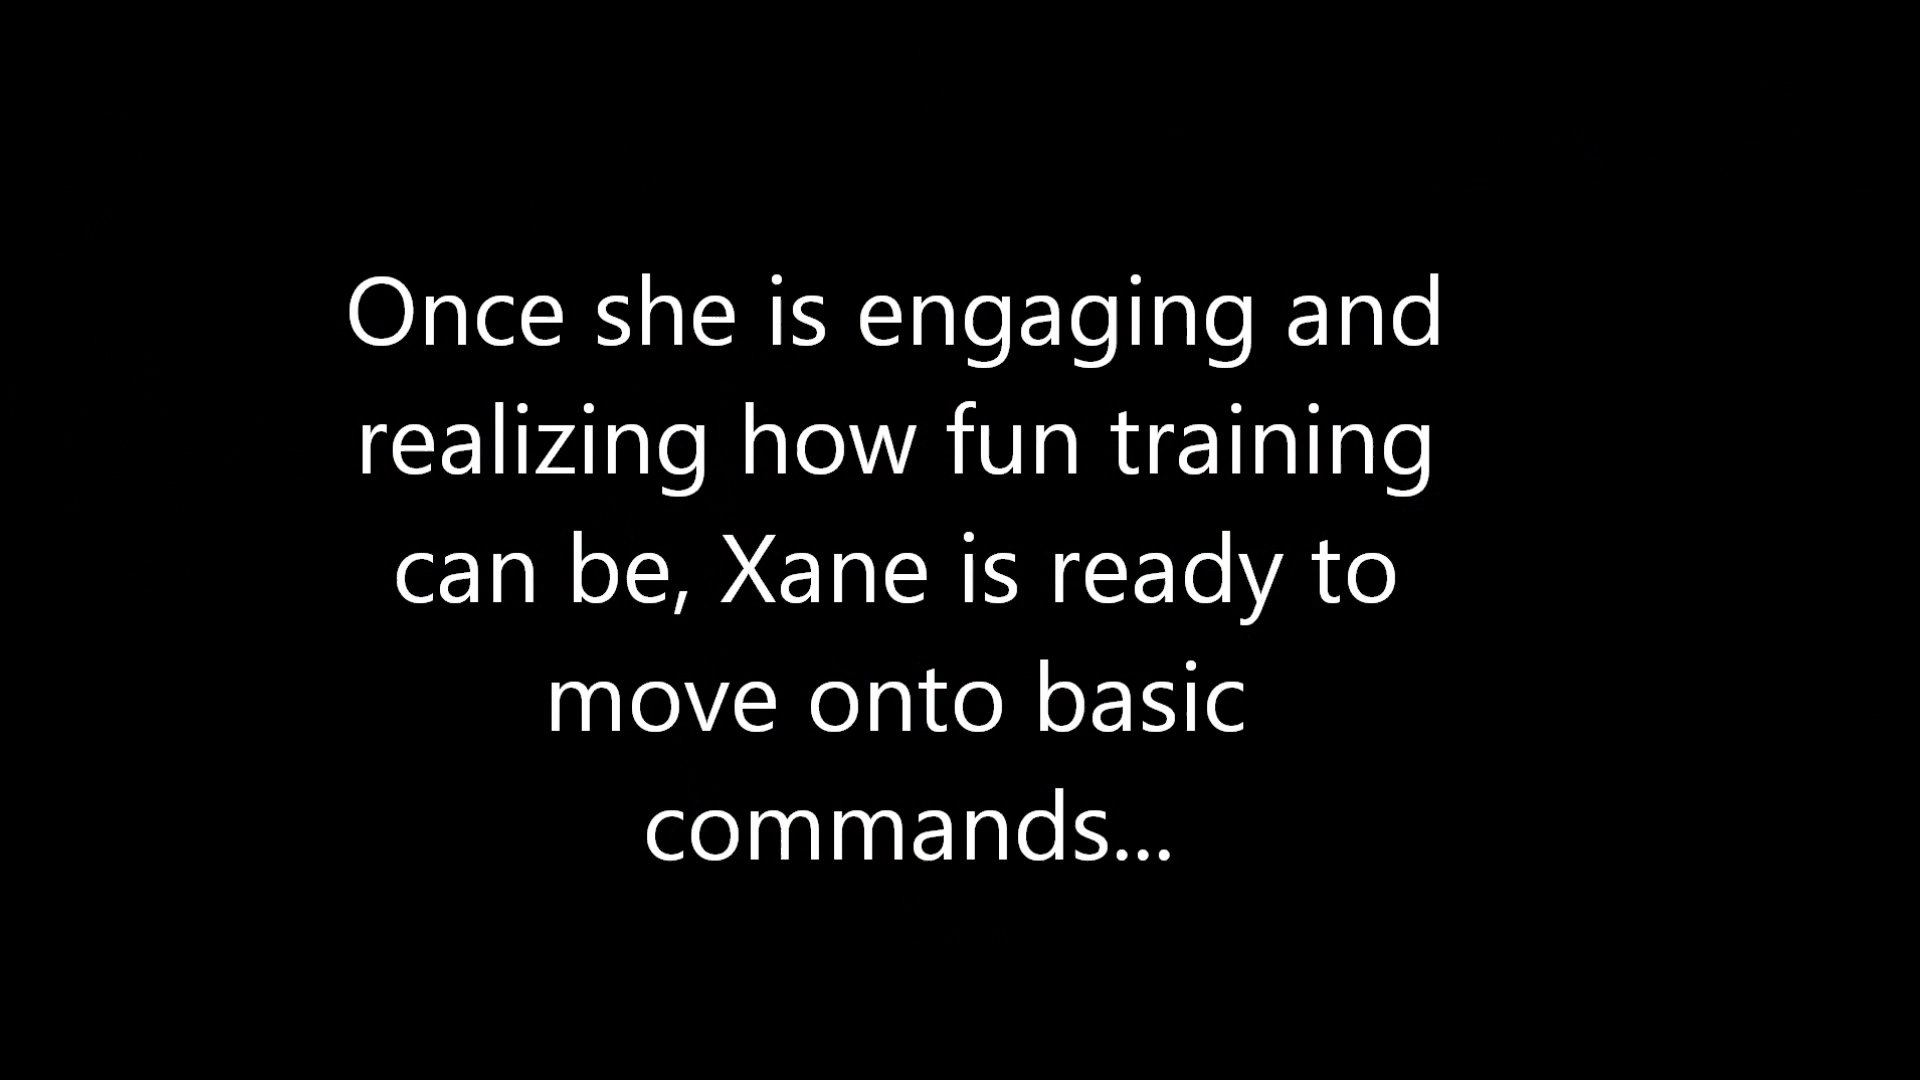 Once she is engaging and
realizing how fun training
can be, Xane is ready to
move onto basic
commands...